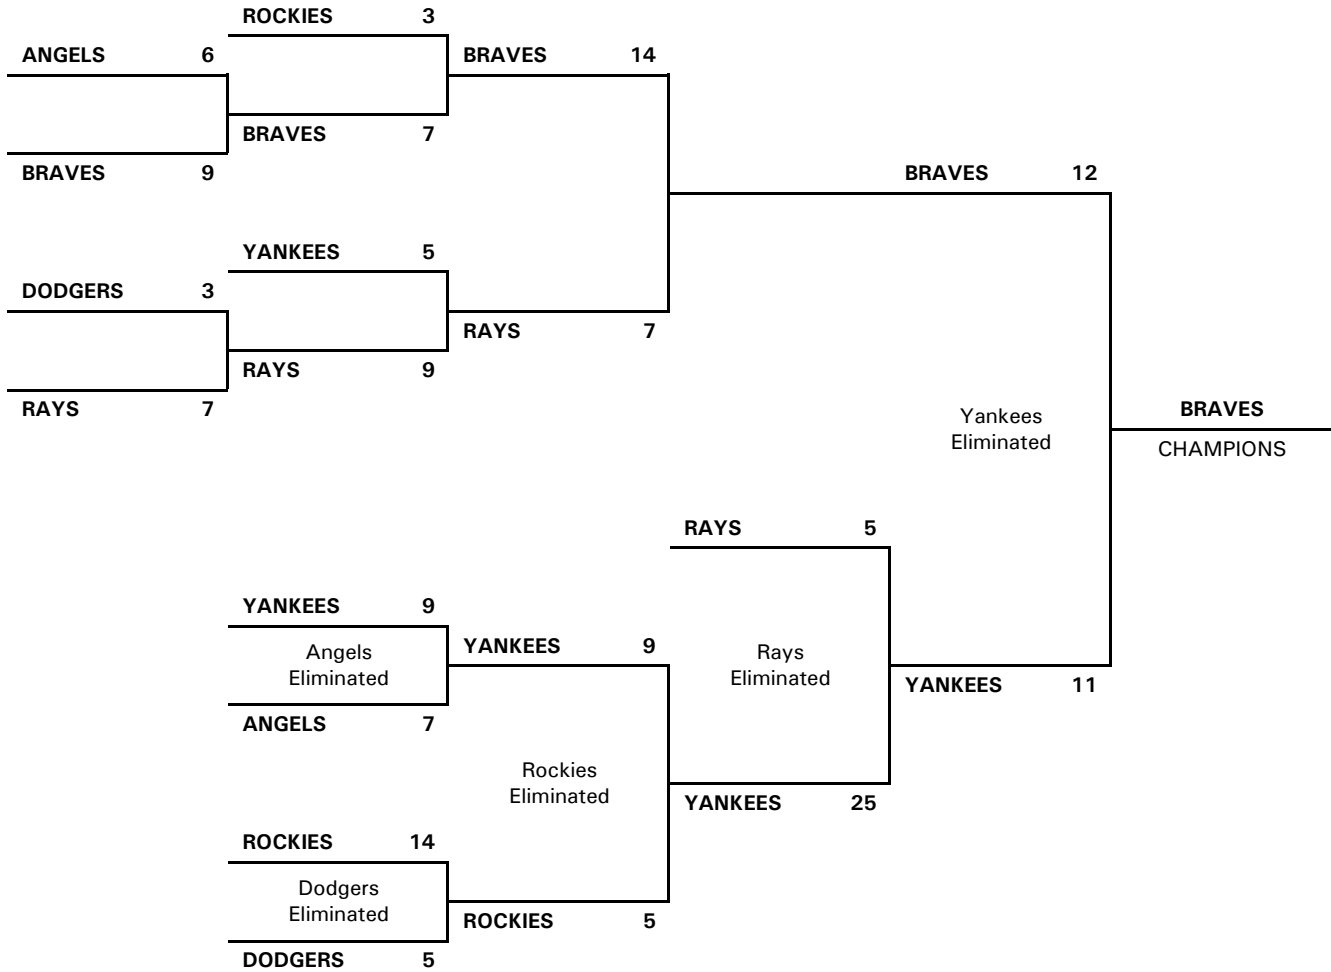 ROCKIES 3
ANGELS 6
BRAVES 14
BRAVES 7
BRAVES 9
BRAVES 12
YANKEES 5
DODGERS 3
RAYS 7
RAYS 9
RAYS 7
Yankees
Eliminated
BRAVES
CHAMPIONS
RAYS 5
YANKEES 9
Angels
Eliminated
YANKEES 9
Rays
Eliminated
YANKEES 11
ANGELS 7
Rockies
Eliminated
YANKEES 25
ROCKIES 14
Dodgers
Eliminated
ROCKIES 5
DODGERS 5